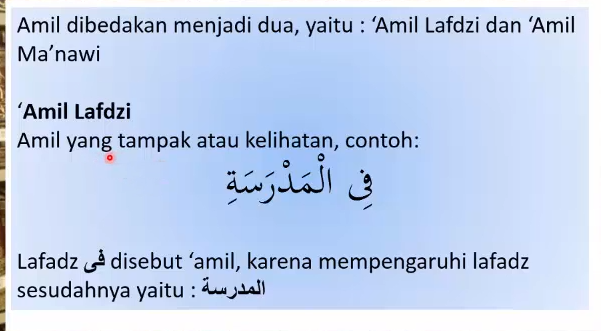 Amil dibedakan menjadi dua, yaitu : ‘Amil Lafdzi dan ‘Amil
Ma’nawi
‘Amil Lafdzi
Amil yang tampak atau kelihatan, contoh:
فِى الْمَدْرَسَةِ
Lafadz فى disebut ‘amil, karena mempengaruhi lafadz
sesudahnya yaitu : المدرسة